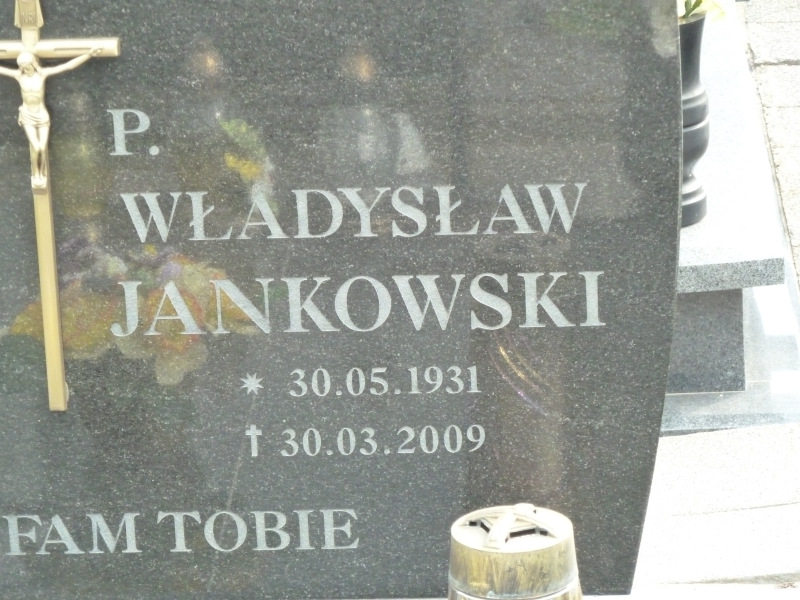 P.
WŁADYSŁAW
JANKOWSKI
30.05.1931
30.03.2009
FAM TOBIE